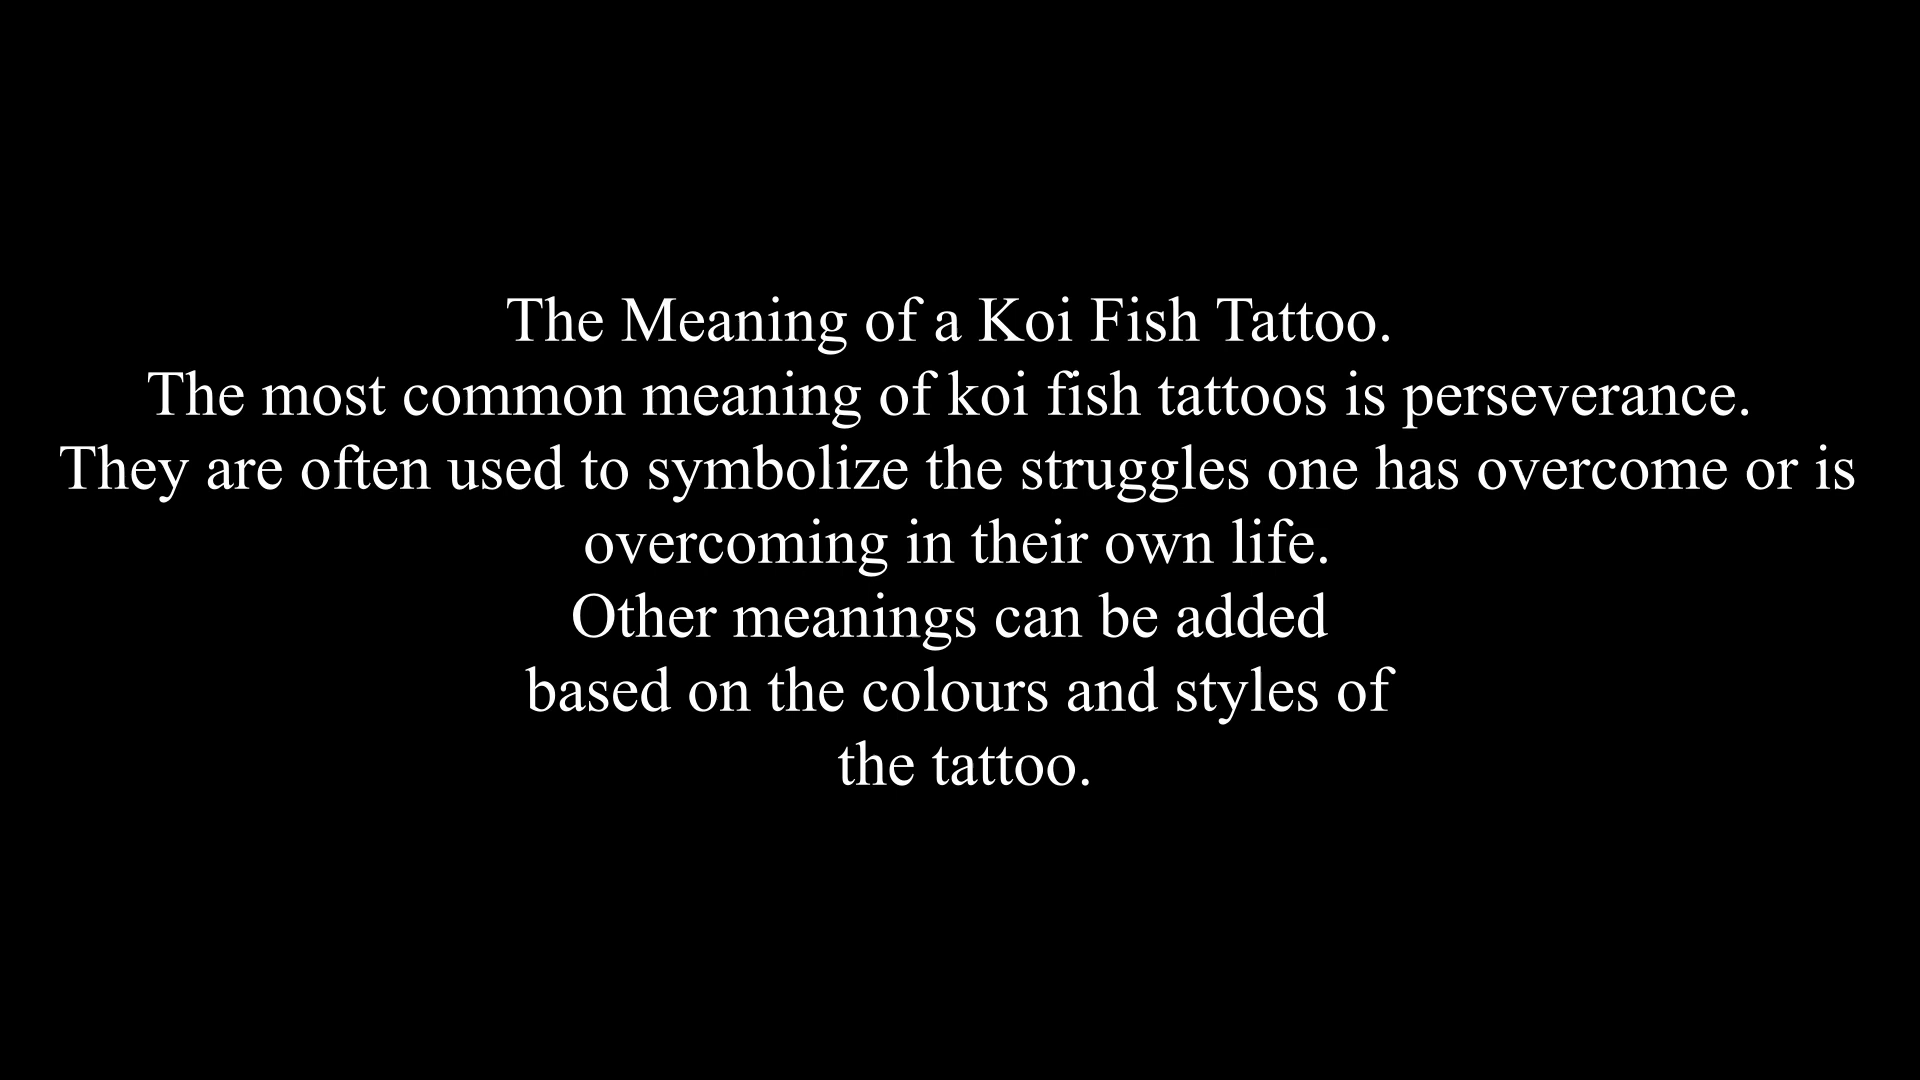 The Meaning of a Koi Fish Tattoo.
The most common meaning of koi fish tattoos is perseverance.
They are often used to symbolize the struggles one has overcome or is
overcoming in their own life.
Other meanings can be added
based on the colours and styles of
the tattoo.